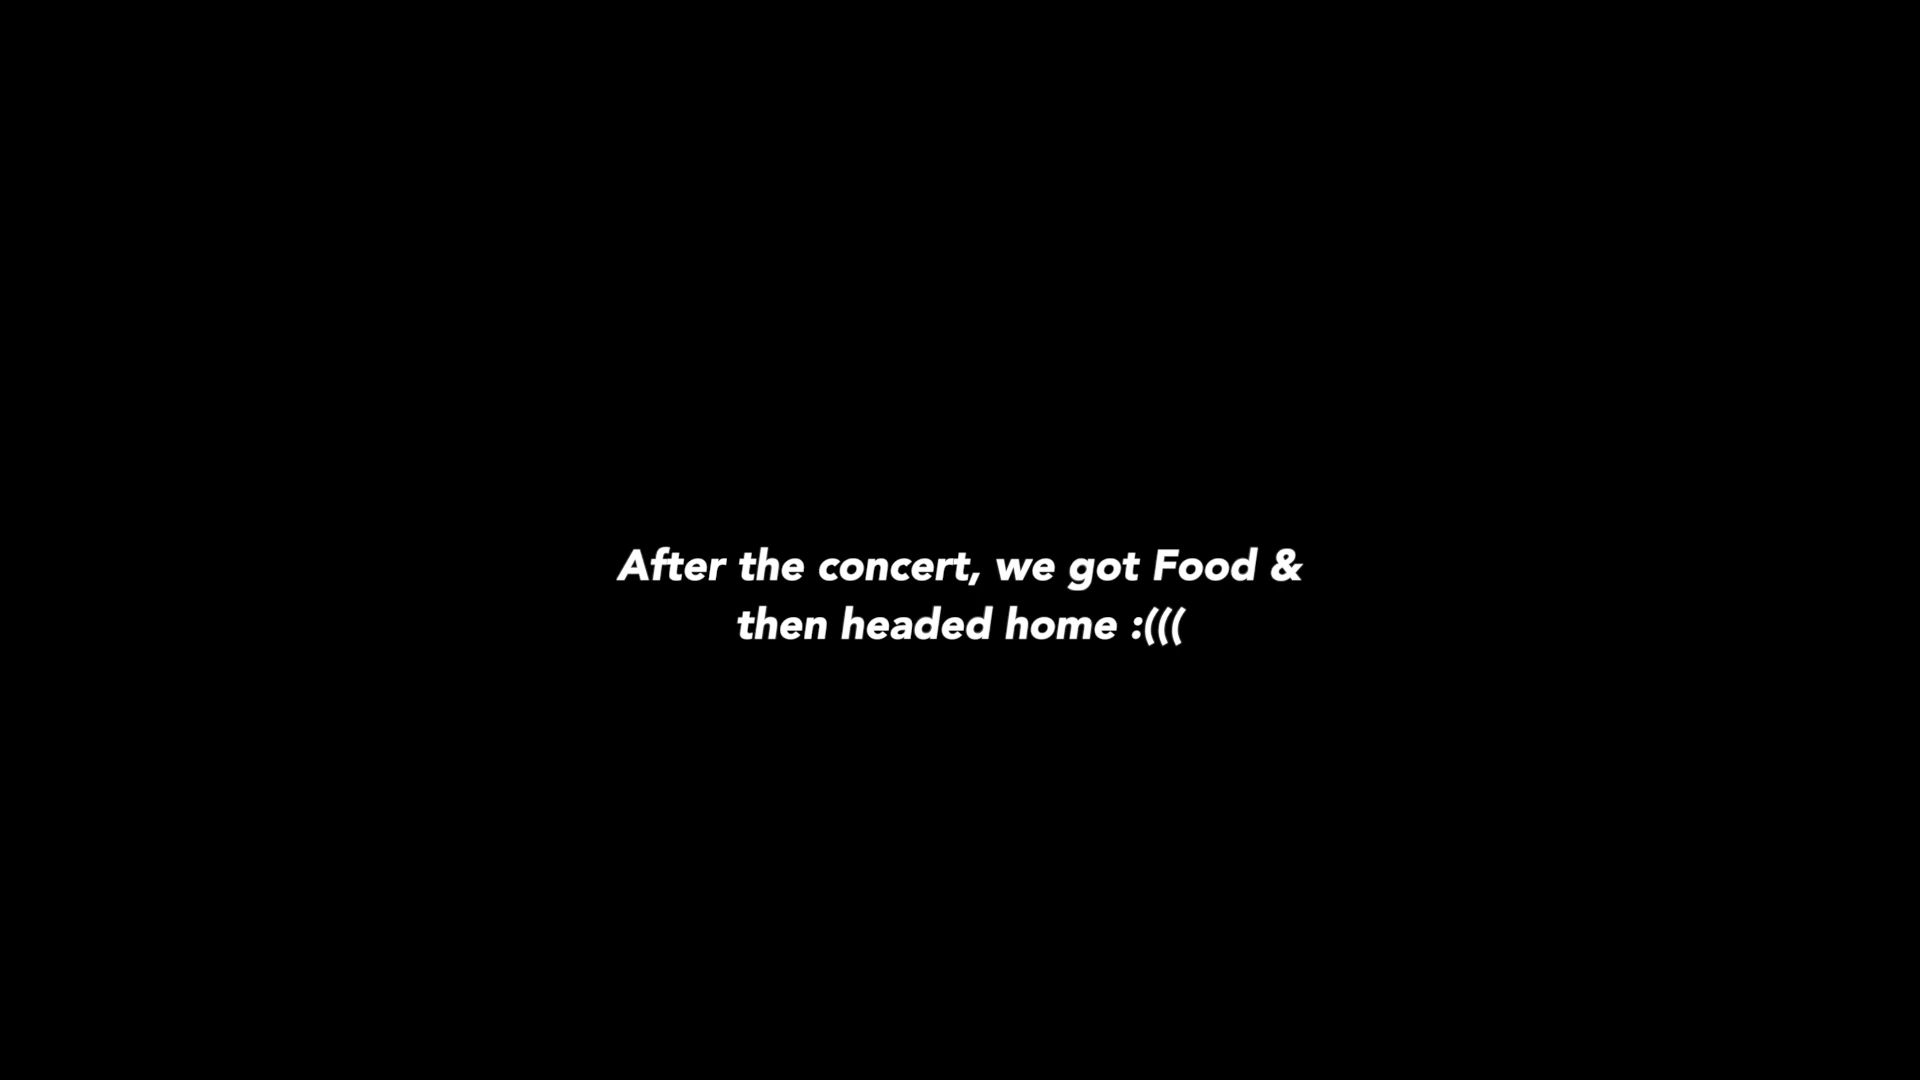 After the concert, we got Food &
then headed home :(((